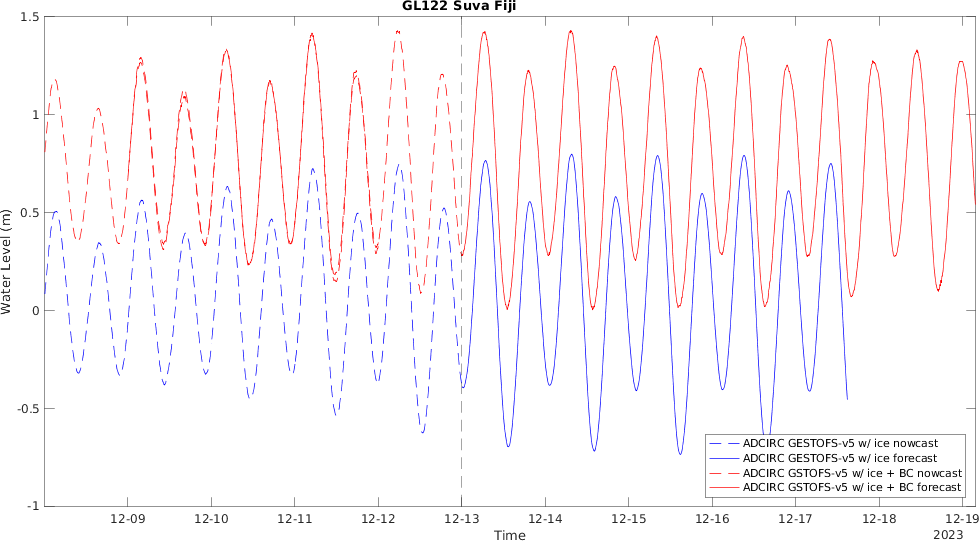 GL122 Suva Fiji
1.5
1
0.5
0
-0.5
-1
Water Level (m)
ADCIRC GESTOFS-v5 w/ ice nowcast
ADCIRC GESTOFS-v5 w/ ice forecast
ADCIRC GSTOFS-v5 w/ ice + BC nowcast
ADCIRC GSTOFS-v5 w/ ice + BC forecast
12-09 12-10 12-11 12-12 12-13 12-14 12-15 12-16 12-17 12-18 12-19
Time
2023